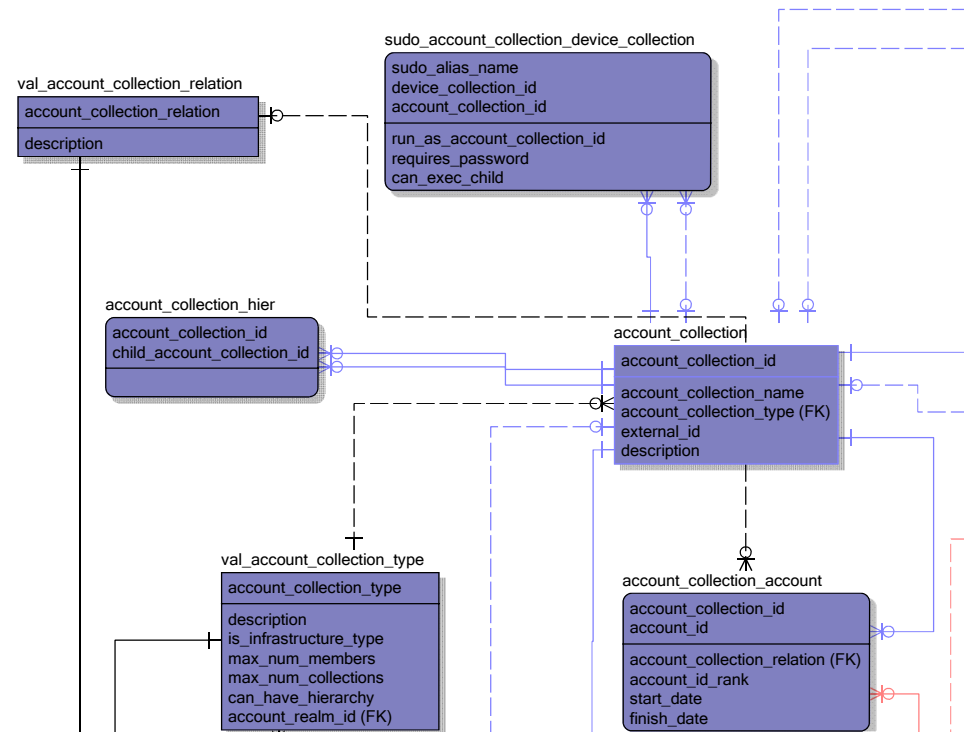 sudo_account_collection_device_collection
sudo_alias_name
device_collection_id
account_collection_id
run_as_account_collection_id
requires_password
can_exec_child
val_account_collection_relation
account_collection_relation
description
account_collection_hier
account_collection_id
child_account_collection_id
account_collection
account_collection_id
account_collection_name
account_collection_type (FK)
external_id
description
val_account_collection_type
account_collection_type
description
is_infrastructure_type
max_num_members
max_num_collections
can_have_hierarchy
account_realm_id (FK)
account_collection_account
account_collection_id
account_id
account_collection_relation (FK)
account_id_rank
start_date
finish_date